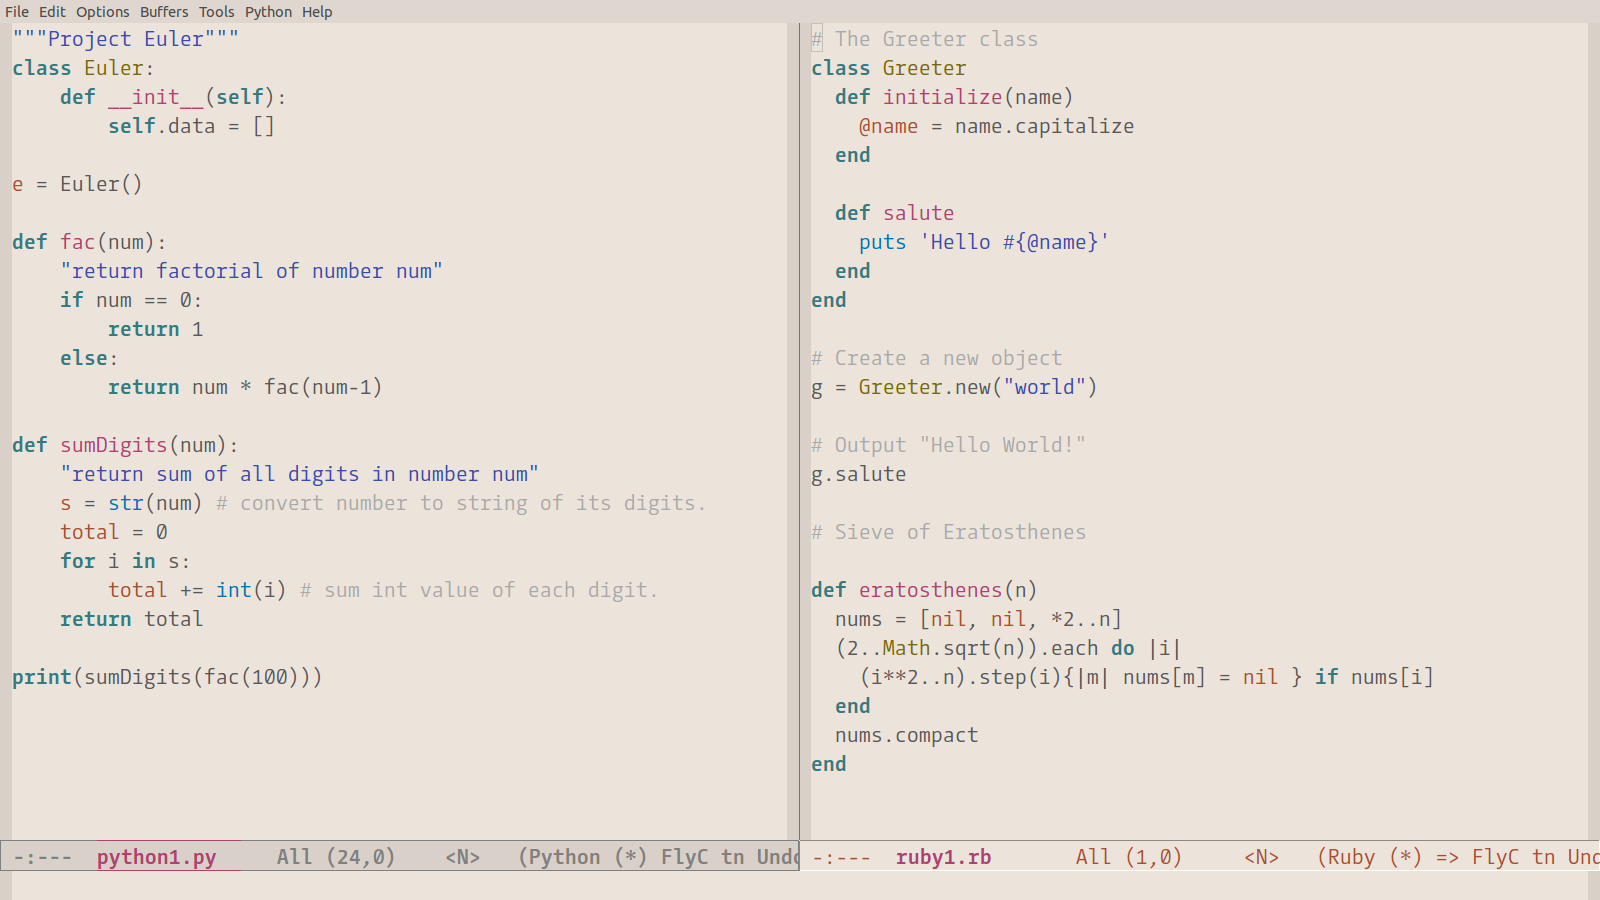 File Edit Options Buffers Tools Python Help
"""Project Euler"""
class Euler:
    def __init__(self):
        self.data = []

e = Euler()

def fac(num):
    "return factorial of number num"
    if num == 0:
        return 1
    else:
        return num * fac(num-1)

def sumDigits(num):
    "return sum of all digits in number num"
    s = str(num) # convert number to string of its digits.
    total = 0
    for i in s:
        total += int(i) # sum int value of each digit.
    return total

print(sumDigits(fac(100)))
-:--- python1.py All (24,0) <N> (Python (*) FlyC tn Undo
# The Greeter class
class Greeter
  def initialize(name)
    @name = name.capitalize
  end

  def salute
    puts 'Hello #{@name}'
  end
end

# Create a new object
g = Greeter.new("world")

# Output "Hello World!"
g.salute

# Sieve of Eratosthenes

def eratosthenes(n)
  nums = [nil, nil, *2..n]
  (2..Math.sqrt(n)).each do |i|
    (i**2..n).step(i){|m| nums[m] = nil } if nums[i]
  end
  nums.compact
end
-:--- ruby1.rb All (1,0) <N> (Ruby (*) => FlyC tn Und